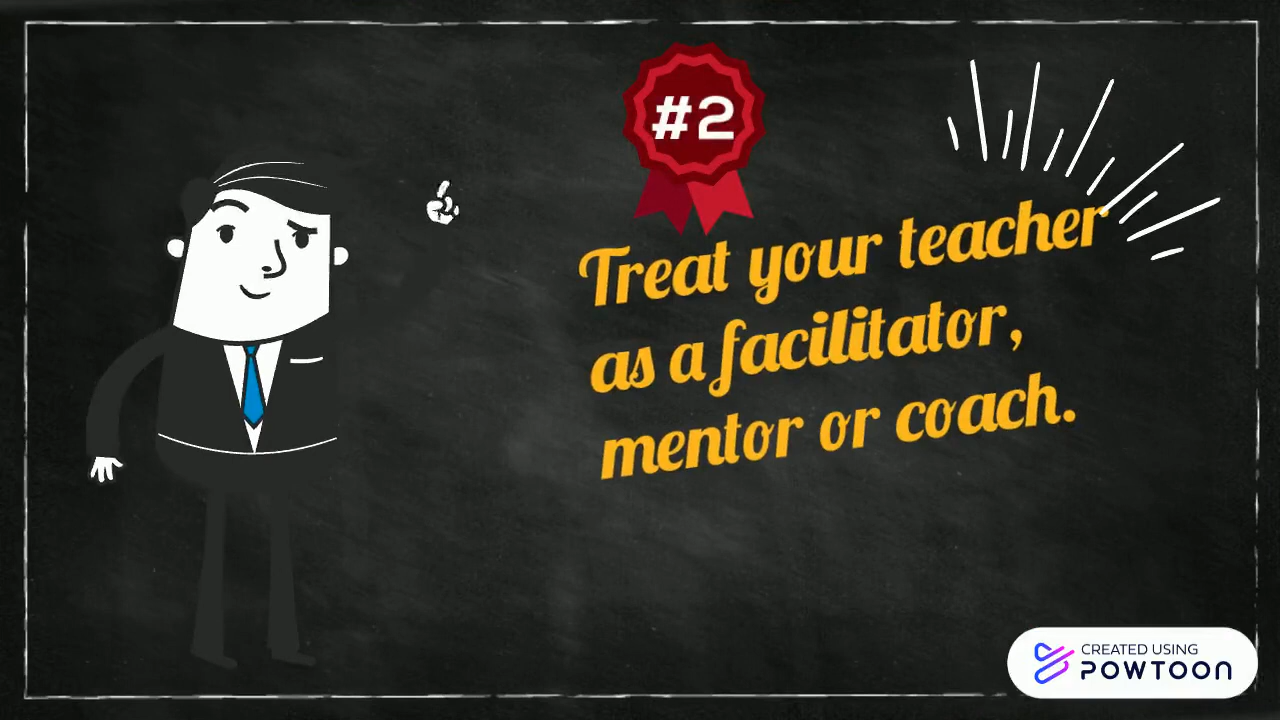 #2
Treat your teacher
as a facilitator,
mentor or coach.
CREATED USING
POWTOON